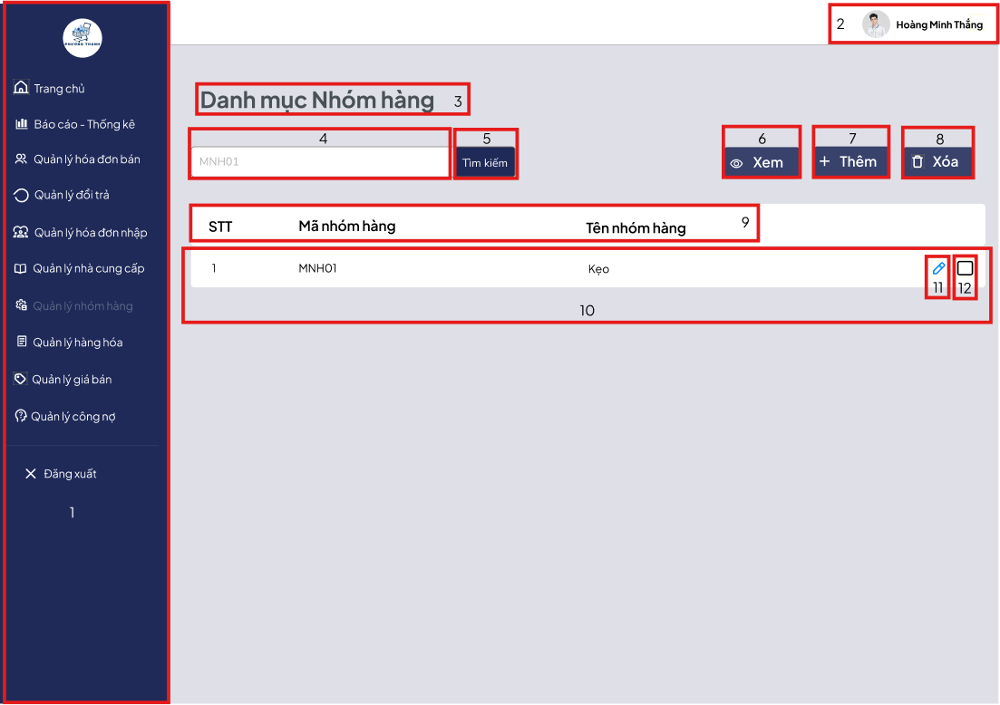 PHƯƠNG THANH
Trang chủ
Báo cáo - Thống kê
Quản lý hóa đơn bán
Quản lý đổi trả
Quản lý hóa đơn nhập
Quản lý nhà cung cấp
Quản lý nhóm hàng
Quản lý hàng hóa
Quản lý giá bán
Quản lý công nợ
Đăng xuất
1
2 Hoàng Minh Thắng
Danh mục Nhóm hàng 3
4
MNH01
5
Tìm kiếm
6
Xem
7
+ Thêm
8
Xóa
STT Mã nhóm hàng Tên nhóm hàng 9
1 MNH01 Kẹo
11 12
10